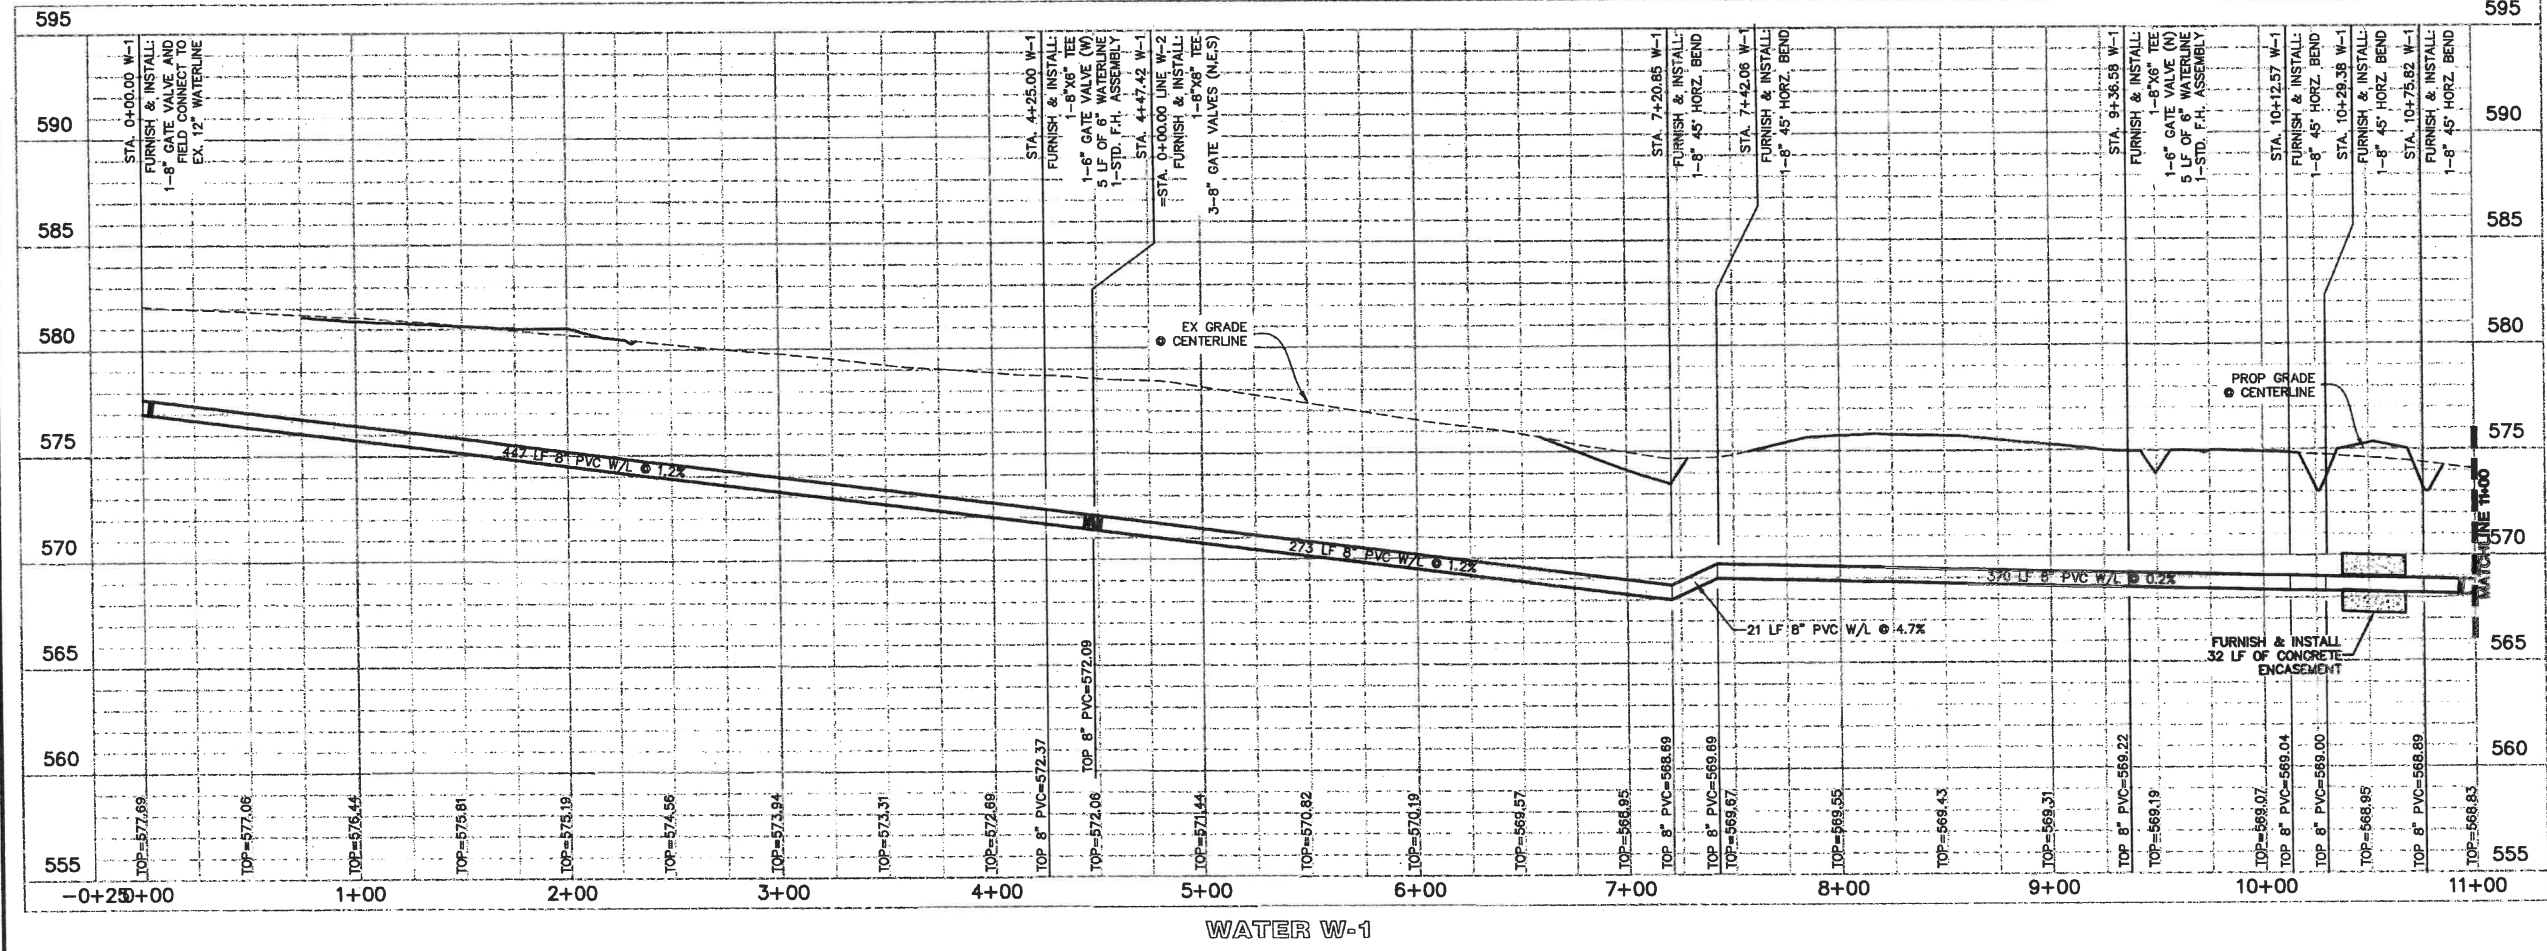 595
590
585
580
575
570
565
560
555
595
590
585
580
575
570
565
560
555
STA. 0+00.00 W-1
FURNISH & INSTALL:
1-8" GATE VALVE AND
FIELD CONNECT TO
EX. 12" WATERLINE
STA. 4+25.00 W-1
FURNISH & INSTALL:
1-8"X6" TEE
1-6" GATE VALVE (W)
5 LF OF 6" WATERLINE
1-STD. F.H. ASSEMBLY
STA. 4+47.42 W-1
=STA. 0+00.00 LINE W-2
FURNISH & INSTALL:
1-8"X8" TEE
3-8" GATE VALVES (N,E,S)
STA. 7+20.85 W-1
FURNISH & INSTALL:
1-8" 45° HORZ. BEND
STA. 7+42.06 W-1
FURNISH & INSTALL:
1-8" 45° HORZ. BEND
STA. 9+36.58 W-1
FURNISH & INSTALL:
1-8"X6" TEE
1-6" GATE VALVE (N)
5 LF OF 6" WATERLINE
1-STD. F.H. ASSEMBLY
STA. 10+12.57 W-1
FURNISH & INSTALL:
1-8" 45° HORZ. BEND
STA. 10+29.38 W-1
FURNISH & INSTALL:
1-8" 45° HORZ. BEND
STA. 10+75.82 W-1
FURNISH & INSTALL:
1-8" 45° HORZ. BEND
EX GRADE
@ CENTERLINE
PROP GRADE
@ CENTERLINE
447 LF 8" PVC W/L @ 1.2%
273 LF 8" PVC W/L @ 1.2%
21 LF 8" PVC W/L @ 4.7%
370 LF 8" PVC W/L @ 0.2%
FURNISH & INSTALL
32 LF OF CONCRETE
ENCASEMENT
MATCHLINE 11+00
TOP=577.69
TOP=577.06
TOP=576.44
TOP=575.81
TOP=575.19
TOP=574.56
TOP=573.94
TOP=573.31
TOP=572.69
TOP 8" PVC=572.37
TOP 8" PVC=572.09
TOP=572.06
TOP=571.44
TOP=570.82
TOP=570.19
TOP=569.57
TOP=568.95
TOP 8" PVC=568.69
TOP 8" PVC=569.69
TOP=569.67
TOP=569.55
TOP=569.43
TOP=569.31
TOP 8" PVC=569.22
TOP=569.19
TOP=569.07
TOP 8" PVC=569.04
TOP 8" PVC=569.00
TOP=568.95
TOP 8" PVC=568.89
TOP=568.83
-0+25
0+00
1+00
2+00
3+00
4+00
5+00
6+00
7+00
8+00
9+00
10+00
11+00
WATER W-1